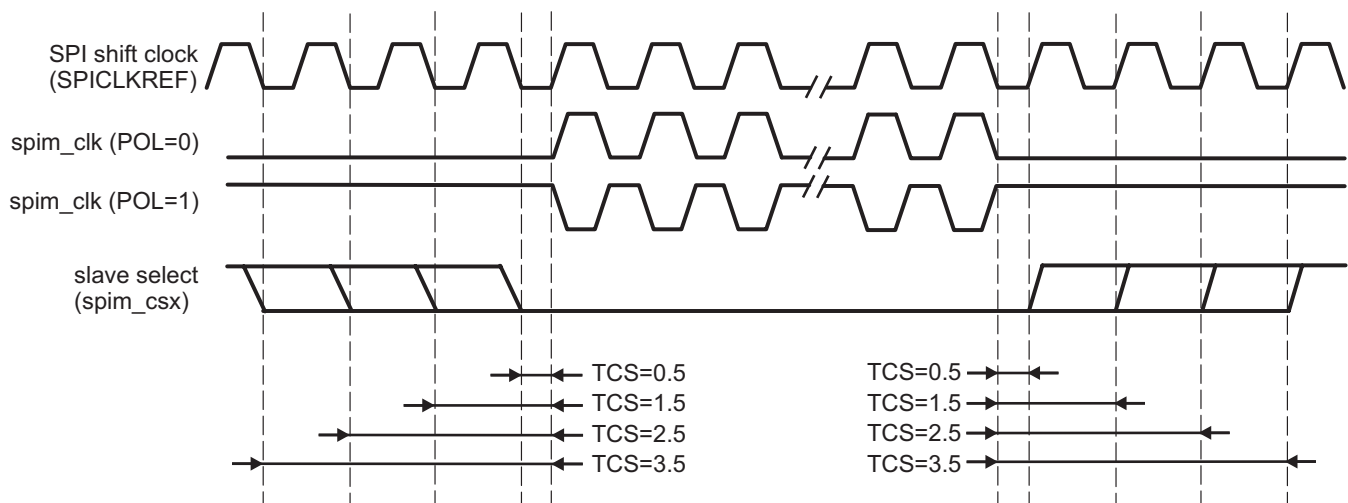 SPI shift clock
(SPICLKREF)
spim_clk (POL=0)
spim_clk (POL=1)
slave select
(spim_csx)
TCS=0.5
TCS=1.5
TCS=2.5
TCS=3.5
TCS=0.5
TCS=1.5
TCS=2.5
TCS=3.5